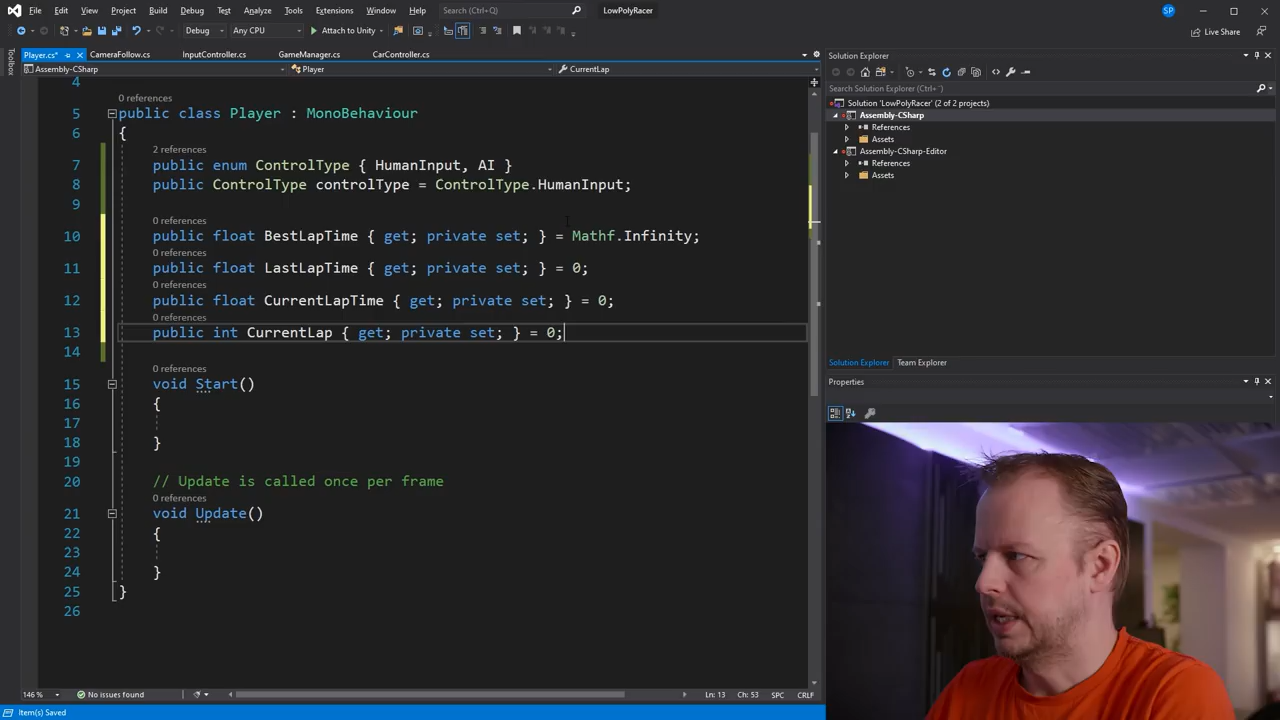 File Edit View Project Build Debug Test Analyze Tools Extensions Window Help Search (Ctrl+Q) LowPolyRacer SP
Debug Any CPU Attach to Unity Live Share
Toolbox
Player.cs* CameraFollow.cs InputController.cs GameManager.cs CarController.cs
Assembly-CSharp Player CurrentLap
4
0 references
5 public class Player : MonoBehaviour
6 {
2 references
7 public enum ControlType { HumanInput, AI }
8 public ControlType controlType = ControlType.HumanInput;
9
0 references
10 public float BestLapTime { get; private set; } = Mathf.Infinity;
0 references
11 public float LastLapTime { get; private set; } = 0;
0 references
12 public float CurrentLapTime { get; private set; } = 0;
0 references
13 public int CurrentLap { get; private set; } = 0;
14
0 references
15 void Start()
16 {
17
18 }
19
20 // Update is called once per frame
0 references
21 void Update()
22 {
23
24 }
25 }
26
146 % No issues found Ln: 13 Ch: 53 SPC CRLF
Item(s) Saved
Solution Explorer
Search Solution Explorer (Ctrl+')
Solution 'LowPolyRacer' (2 of 2 projects)
Assembly-CSharp
References
Assets
Assembly-CSharp-Editor
References
Assets
Solution Explorer Team Explorer
Properties